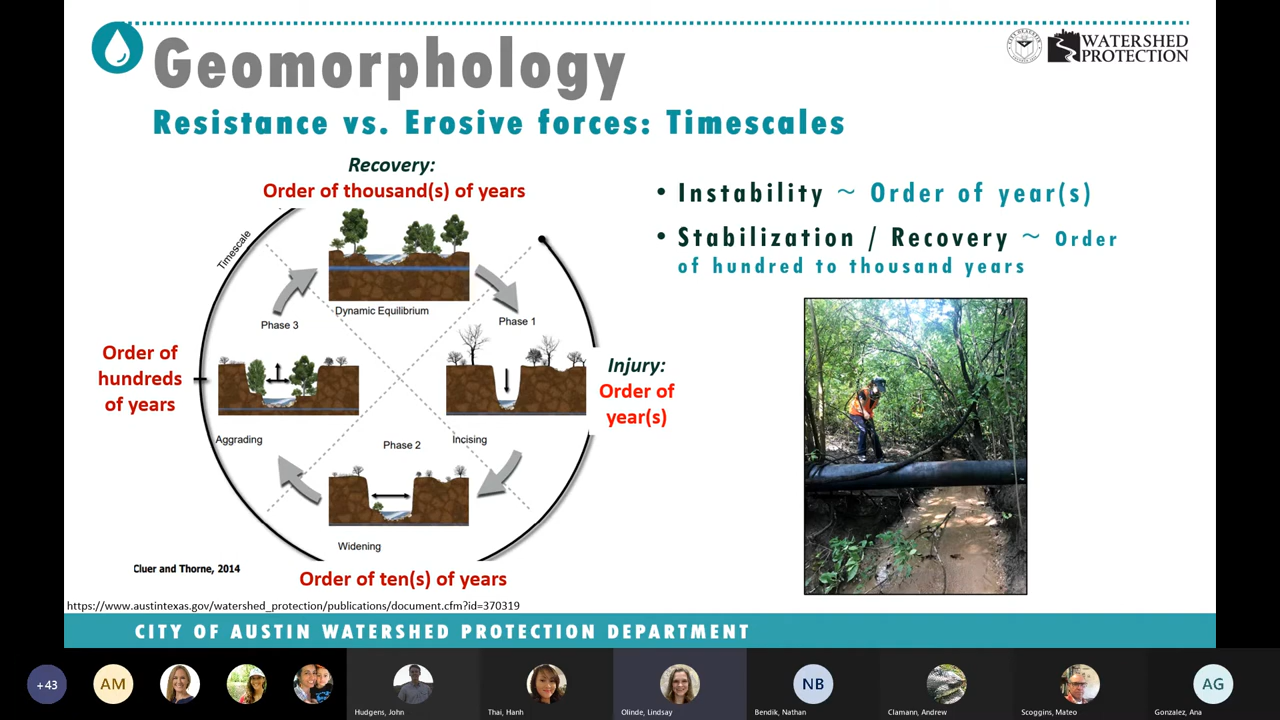 Geomorphology
WATERSHED
PROTECTION
Resistance vs. Erosive forces: Timescales
Recovery:
Order of thousand(s) of years
Timescale
Dynamic Equilibrium
Phase 3
Phase 1
Order of
hundreds
of years
Injury:
Order of
year(s)
Aggrading
Phase 2
Incising
Widening
Cluer and Thorne, 2014
Order of ten(s) of years
• Instability ~ Order of year(s)
• Stabilization / Recovery ~ Order
of hundred to thousand years
https://www.austintexas.gov/watershed_protection/publications/document.cfm?id=370319
CITY OF AUSTIN WATERSHED PROTECTION DEPARTMENT
+43
AM
NB
AG
Hudgens, John
Thai, Hanh
Olinde, Lindsay
Bendik, Nathan
Clamann, Andrew
Scoggins, Mateo
Gonzalez, Ana